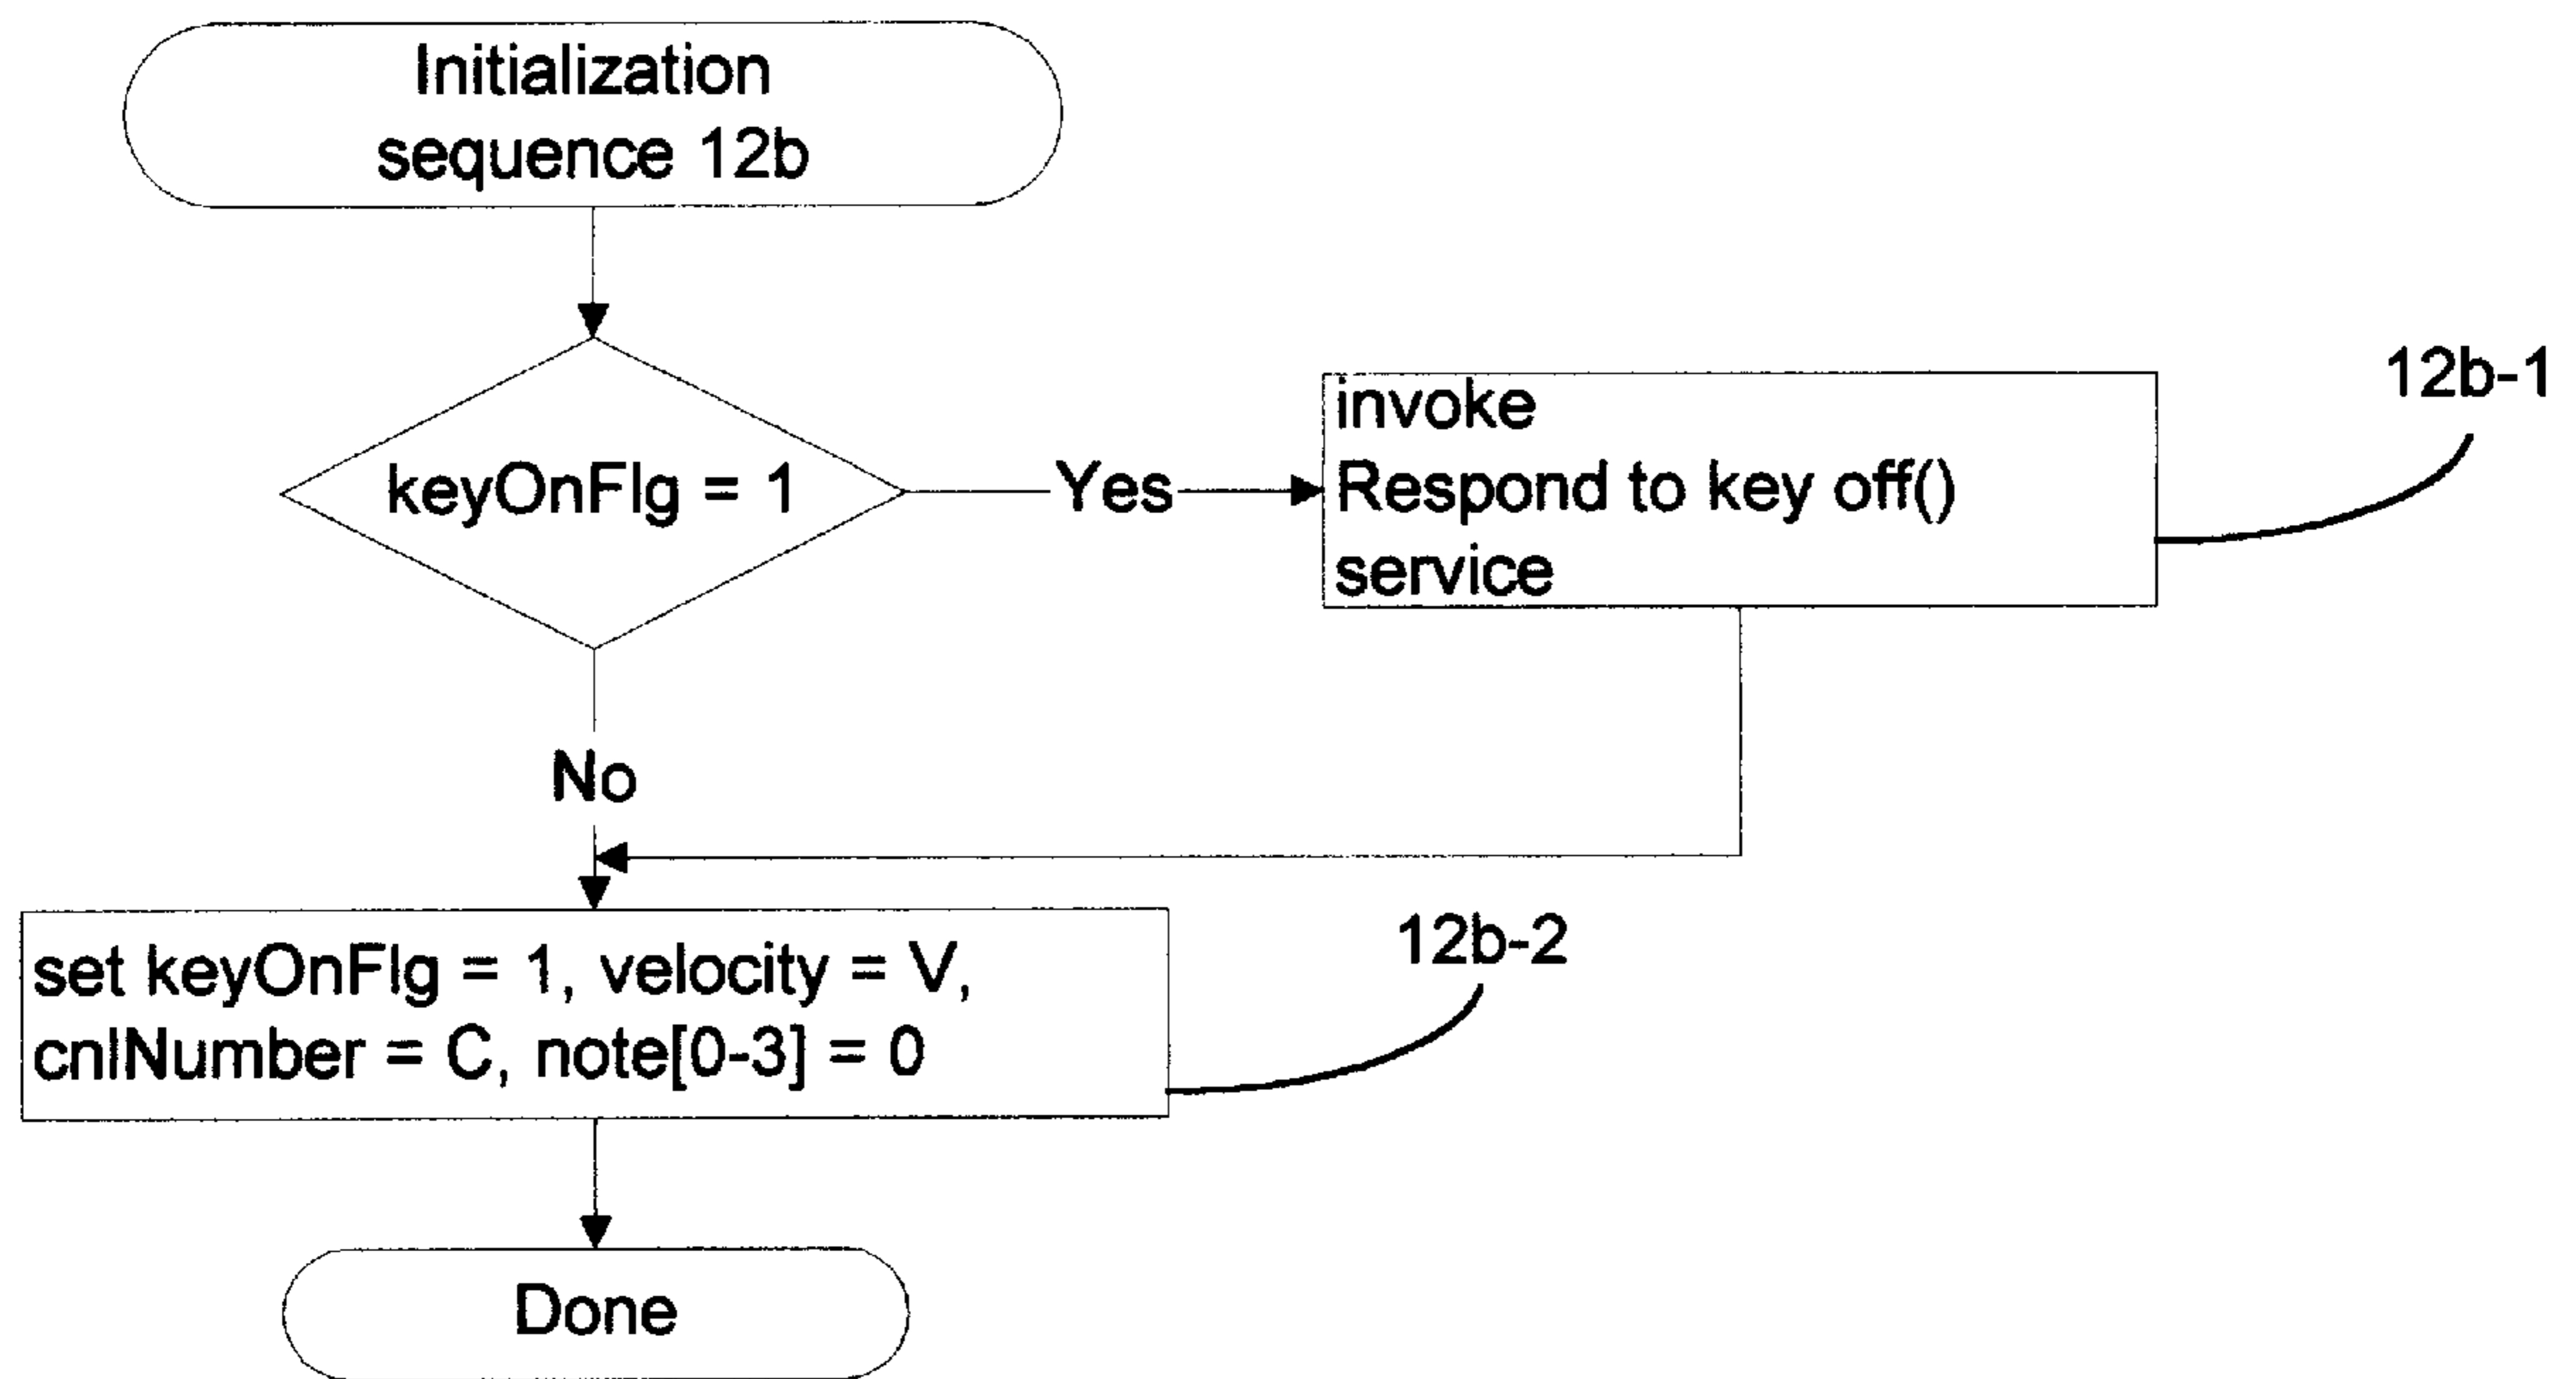 Initialization
sequence 12b
keyOnFlg = 1
Yes
invoke
Respond to key off()
service
12b-1
No
set keyOnFlg = 1, velocity = V,
cnlNumber = C, note[0-3] = 0
12b-2
Done